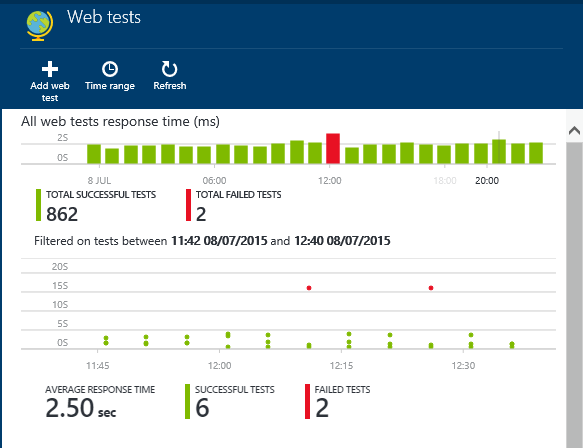 Web tests
Add web test
Time range
Refresh
All web tests response time (ms)
2S
0S
8 JUL 06:00 12:00 18:00 20:00
TOTAL SUCCESSFUL TESTS
862
TOTAL FAILED TESTS
2
Filtered on tests between 11:42 08/07/2015 and 12:40 08/07/2015
20S
15S
10S
5S
0S
11:45 12:00 12:15 12:30
AVERAGE RESPONSE TIME
2.50 sec
SUCCESSFUL TESTS
6
FAILED TESTS
2